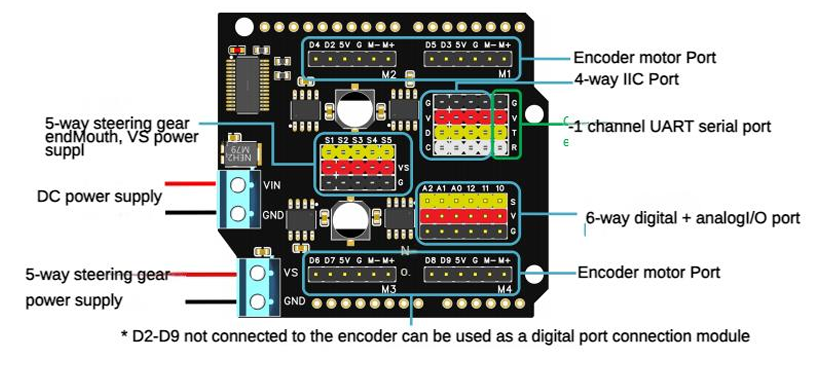 D4 D2 5V G M- M+
D5 D3 5V G M- M+
M2
M1
Encoder motor Port
4-way IIC Port
G
V
D
C
G
V
T
R
-1 channel UART serial port
5-way steering gear
endMouth, VS power
suppl
S1 S2 S3 S4 S5
VS
G
NEH2
M79
DC power supply
VIN
GND
A2 A1 A0 12 11 10
S
V
G
6-way digital + analogI/O port
N
o.
D6 D7 5V G M- M+
D8 D9 5V G M- M+
M3
M4
Encoder motor Port
5-way steering gear
power supply
VS
GND
* D2-D9 not connected to the encoder can be used as a digital port connection module